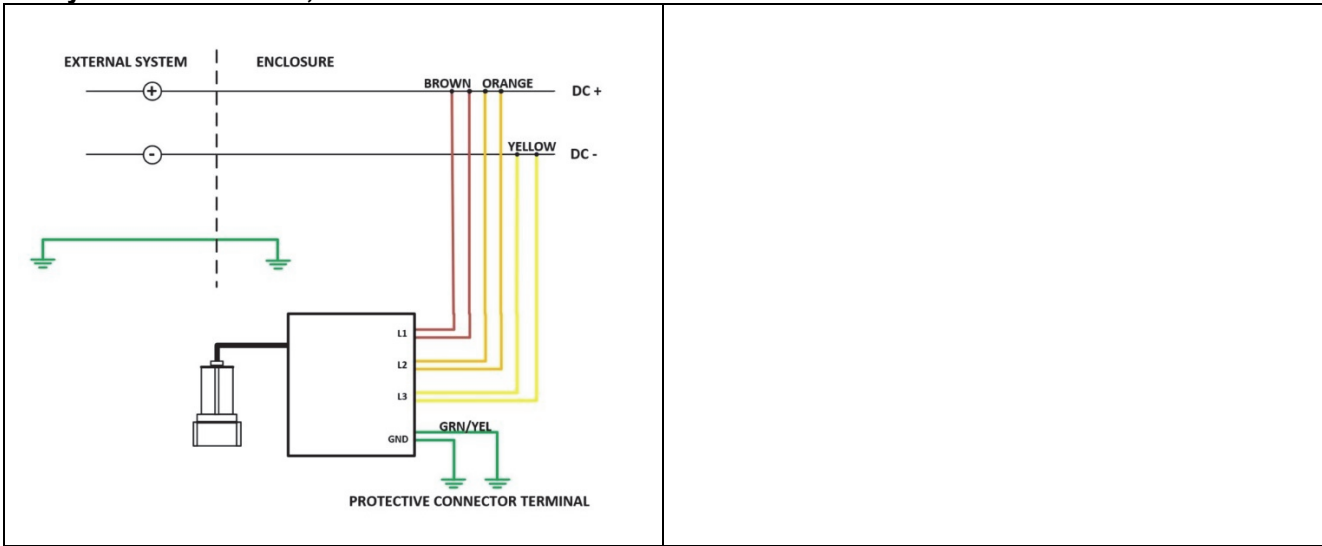 EXTERNAL SYSTEM ENCLOSURE
BROWN ORANGE
+ DC +
YELLOW
- DC -
L1
L2
L3
GRN/YEL
GND
PROTECTIVE CONNECTOR TERMINAL